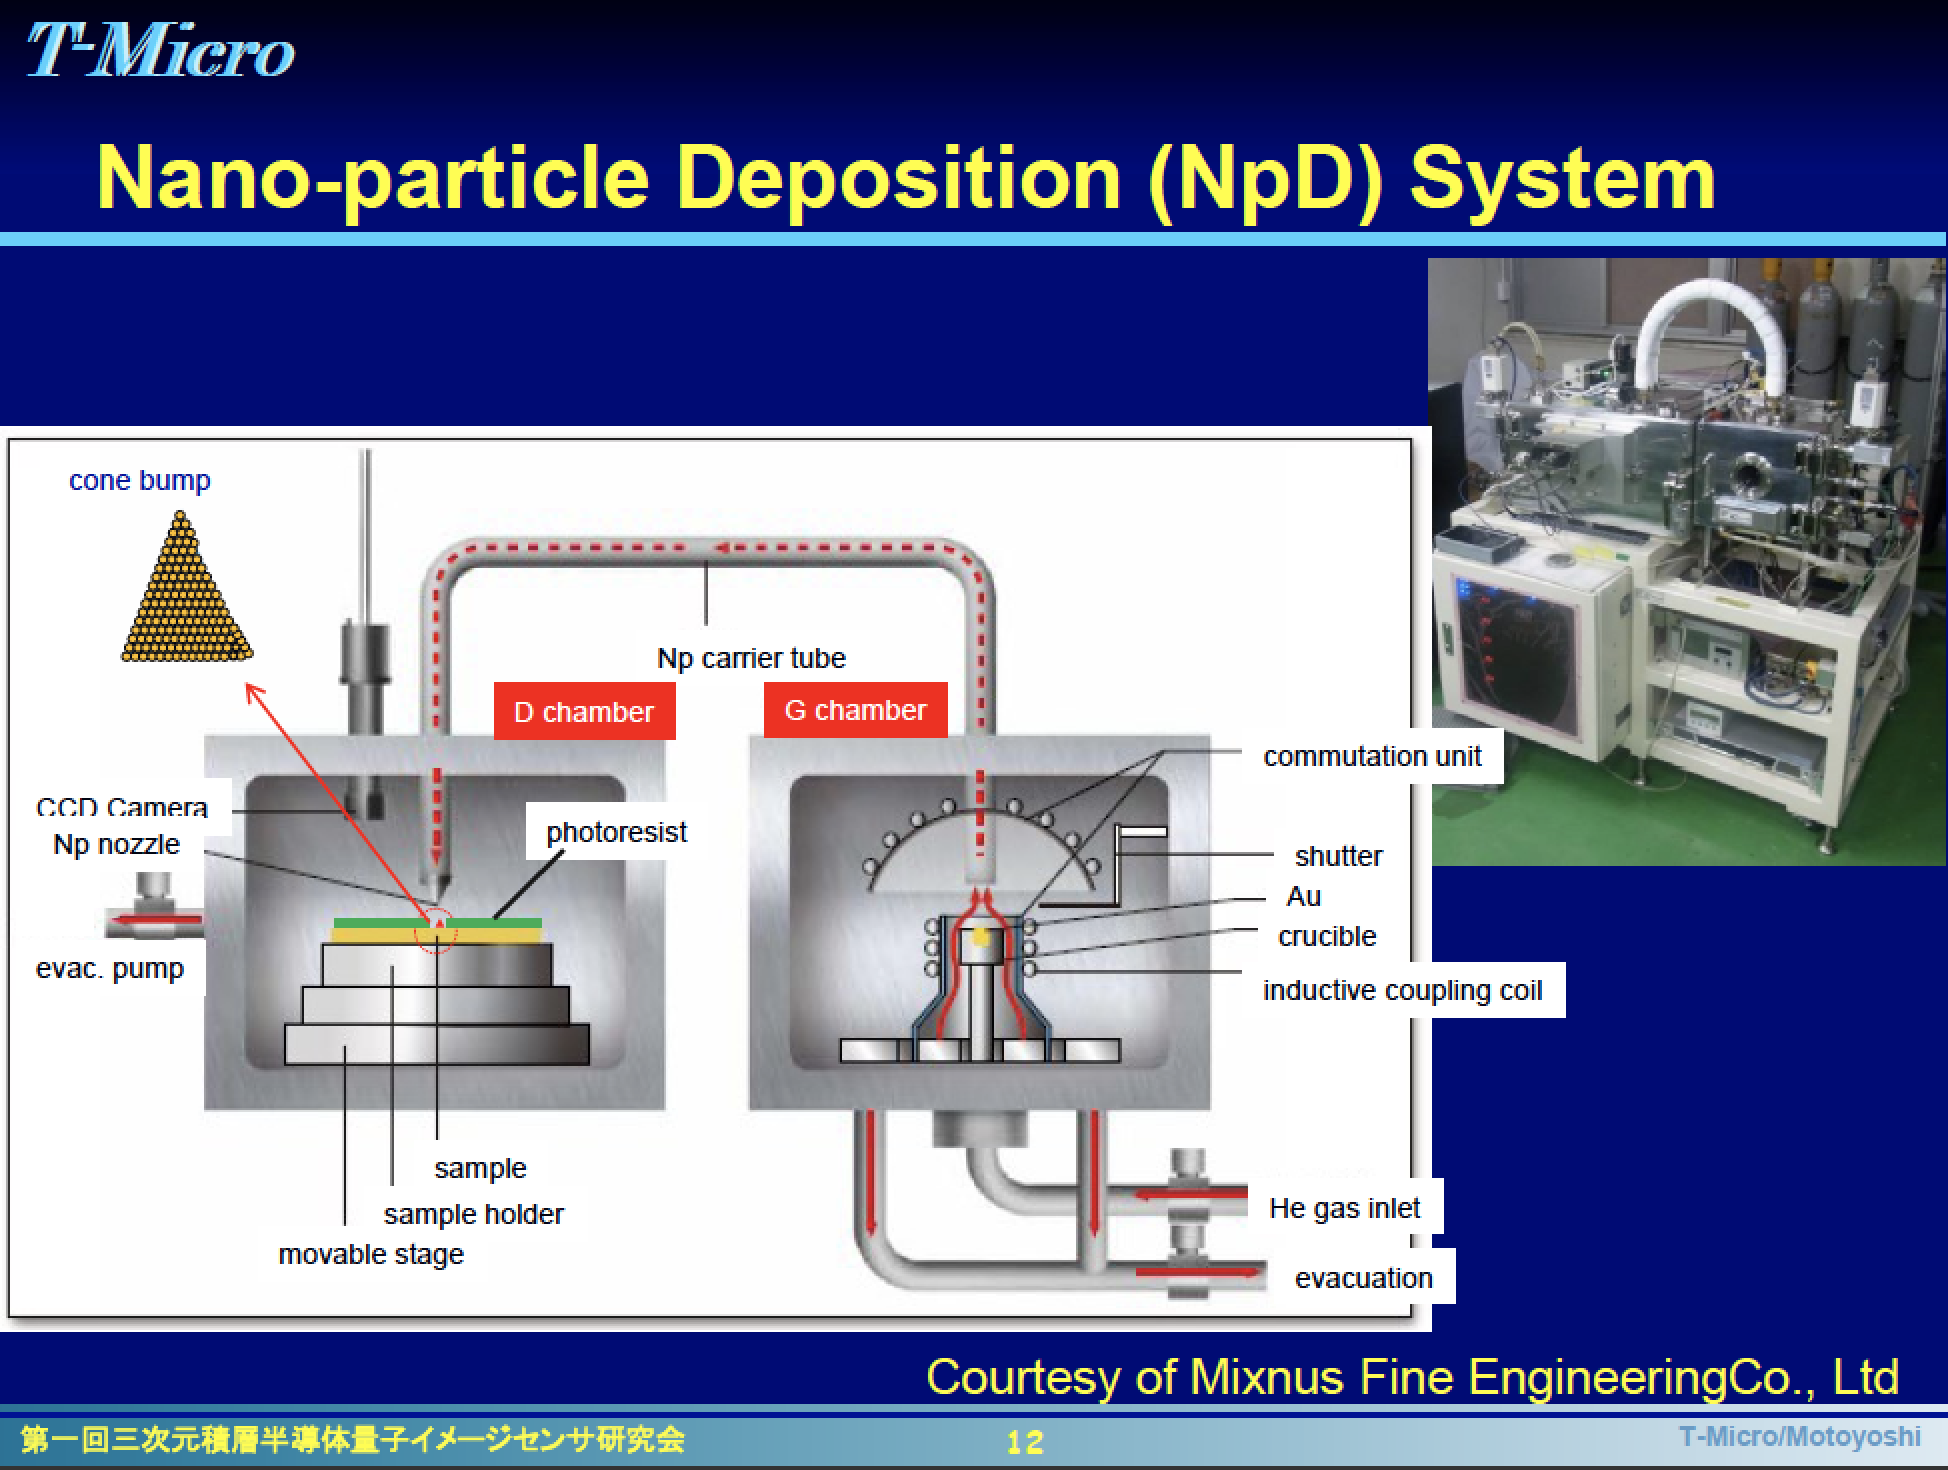 T-Micro
Nano-particle Deposition (NpD) System
cone bump
Np carrier tube
D chamber
G chamber
commutation unit
CCD Camera
Np nozzle
photoresist
shutter
Au
crucible
evac. pump
inductive coupling coil
sample
sample holder
movable stage
He gas inlet
evacuation
Courtesy of Mixnus Fine EngineeringCo., Ltd
第一回三次元積層半導体量子イメージセンサ研究会
12
T-Micro/Motoyoshi